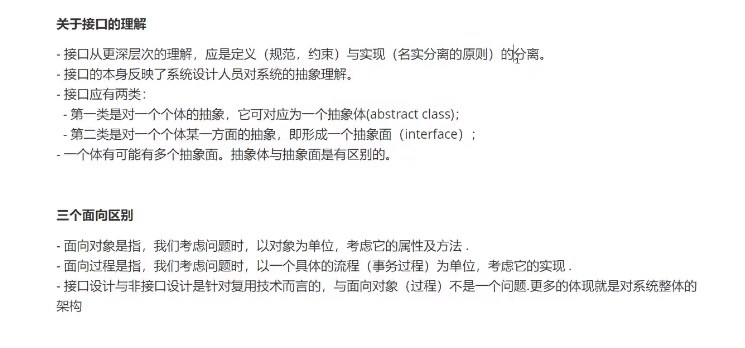 关于接口的理解
- 接口从更深层次的理解，应是定义（规范，约束）与实现（名实分离的原则）的分离。
- 接口的本身反映了系统设计人员对系统的抽象理解。
- 接口应有两类：
- 第一类是对一个个体的抽象，它可对应为一个抽象体(abstract class)；
- 第二类是对一个个体某一方面的抽象，即形成一个抽象面（interface）；
- 一个体有可能有多个抽象面。抽象体与抽象面是有区别的。
三个面向区别
- 面向对象是指，我们考虑问题时，以对象为单位，考虑它的属性及方法 .
- 面向过程是指，我们考虑问题时，以一个具体的流程（事务过程）为单位，考虑它的实现 .
- 接口设计与非接口设计是针对复用技术而言的，与面向对象（过程）不是一个问题.更多的体现就是对系统整体的
架构